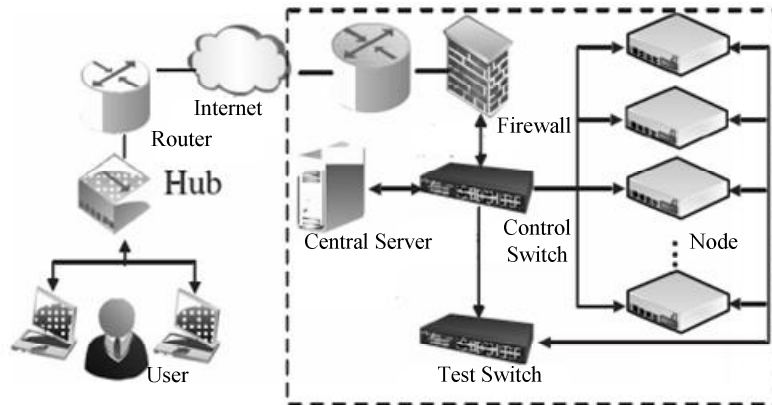 Internet
Router
Firewall
Hub
Central Server
Control
Switch
Node
User
Test Switch